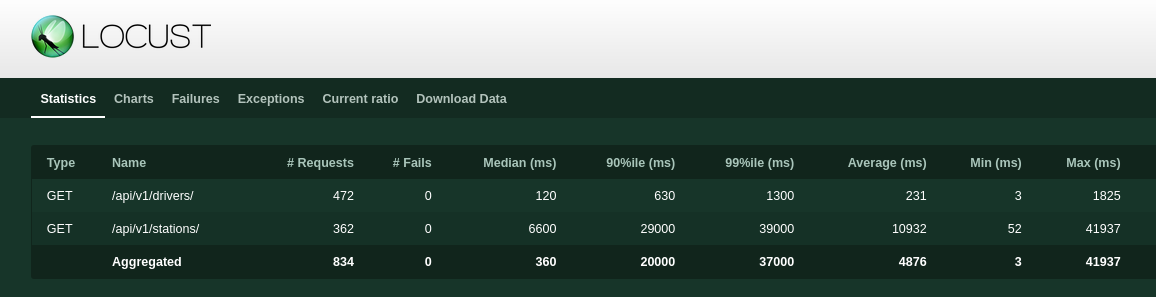 LOCUST
Statistics Charts Failures Exceptions Current ratio Download Data
Type Name # Requests # Fails Median (ms) 90%ile (ms) 99%ile (ms) Average (ms) Min (ms) Max (ms)
GET /api/v1/drivers/ 472 0 120 630 1300 231 3 1825
GET /api/v1/stations/ 362 0 6600 29000 39000 10932 52 41937
Aggregated 834 0 360 20000 37000 4876 3 41937